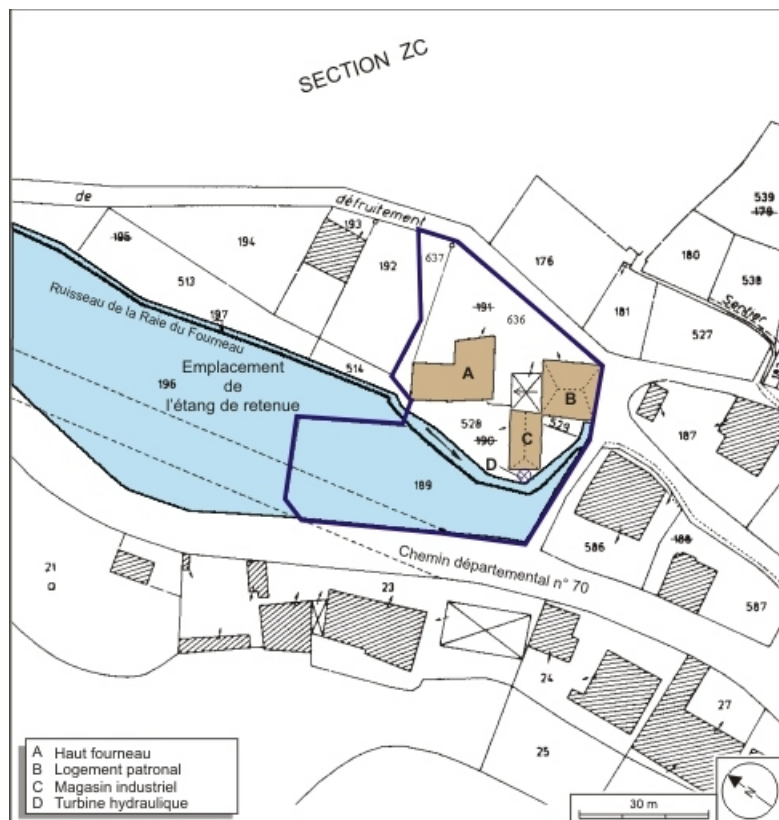 SECTION ZC
de
défruitement
195
194
193
192
637
176
539
179
180
538
181
Sentier
527
513
197
Ruisseau de la Raie du Fourneau
191
636
Emplacement
de
l'étang de retenue
196
514
A
B
528
190
C
529
D
187
189
586
188
587
Chemin départemental n° 70
21
23
24
25
27
A Haut fourneau
B Logement patronal
C Magasin industriel
D Turbine hydraulique
30 m
N